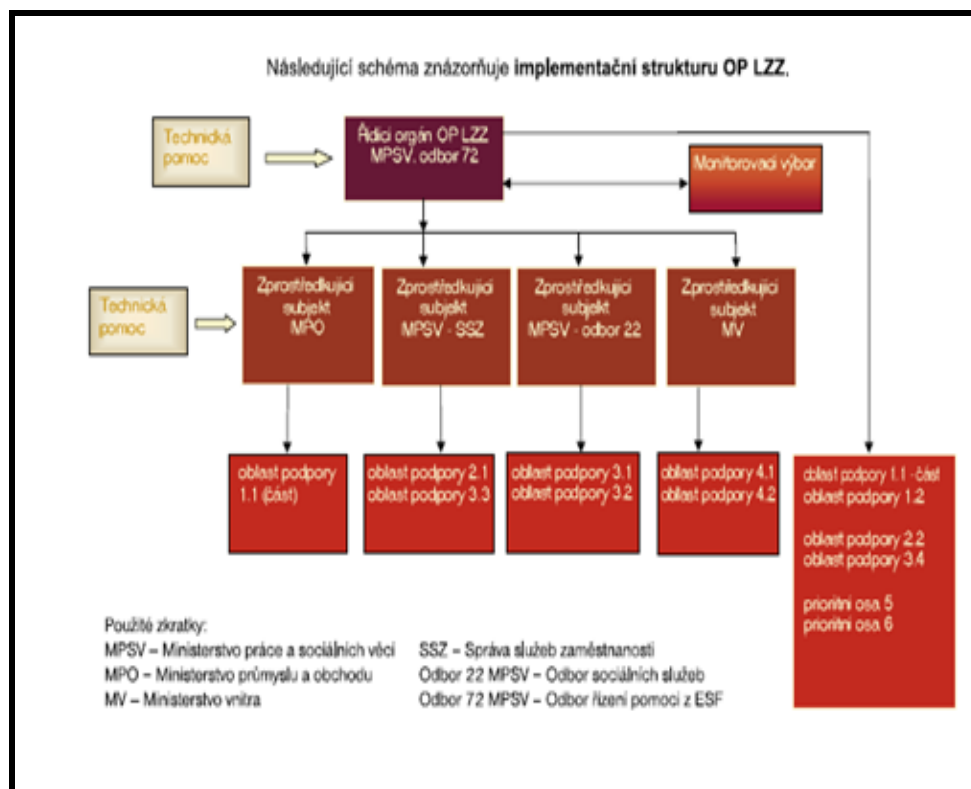 Následující schéma znázorňuje implementační strukturu OP LZZ.
Technická
pomoc
Řídicí orgán OP LZZ
MPSV. odbor 72
Monitorovací výbor
Technická
pomoc
Zprostředkující
subjekt
MPO
Zprostředkující
subjekt
MPSV - SSZ
Zprostředkující
subjekt
MPSV - odbor 22
Zprostředkující
subjekt
MV
oblast podpory
1.1 (část)
oblast podpory 2.1
oblast podpory 3.3
oblast podpory 3.1
oblast podpory 3.2
oblast podpory 4.1
oblast podpory 4.2
oblast podpory 1.1 - část
oblast podpory 1.2
oblast podpory 2.2
oblast podpory 3.4
prioritní osa 5
prioritní osa 6
Použité zkratky:
MPSV – Ministerstvo práce a sociálních věcí
MPO – Ministerstvo průmyslu a obchodu
MV – Ministerstvo vnitra
SSZ – Správa služeb zaměstnanosti
Odbor 22 MPSV – Odbor sociálních služeb
Odbor 72 MPSV – Odbor řízení pomoci z ESF